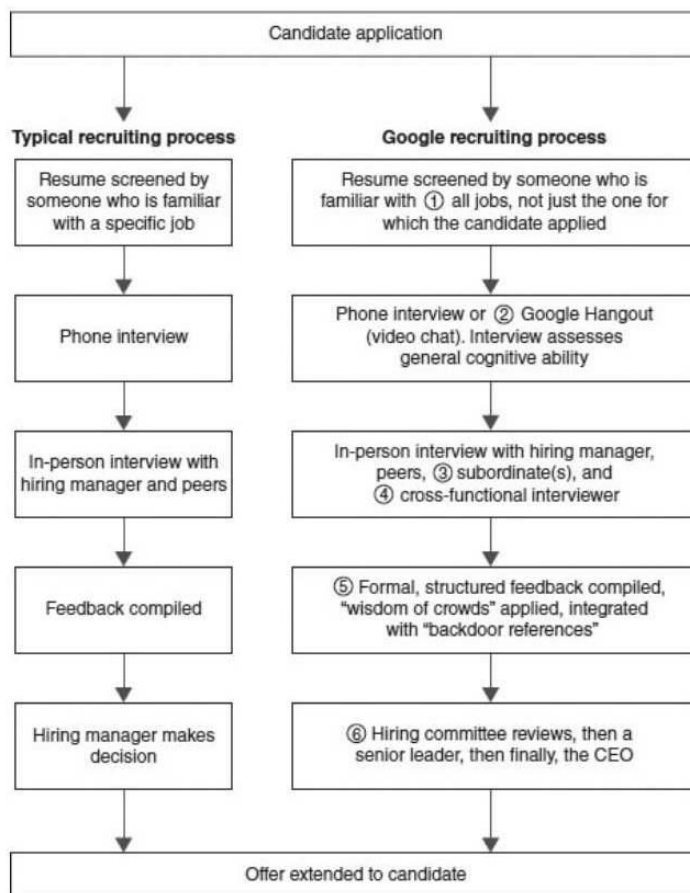 Candidate application
Typical recruiting process
Google recruiting process
Resume screened by
someone who is familiar
with a specific job
Resume screened by someone who is
familiar with ① all jobs, not just the one for
which the candidate applied
Phone interview
Phone interview or ② Google Hangout
(video chat). Interview assesses
general cognitive ability
In-person interview with
hiring manager and peers
In-person interview with hiring manager,
peers, ③ subordinate(s), and
④ cross-functional interviewer
Feedback compiled
⑤ Formal, structured feedback compiled,
“wisdom of crowds” applied, integrated
with “backdoor references”
Hiring manager makes
decision
⑥ Hiring committee reviews, then a
senior leader, then finally, the CEO
Offer extended to candidate